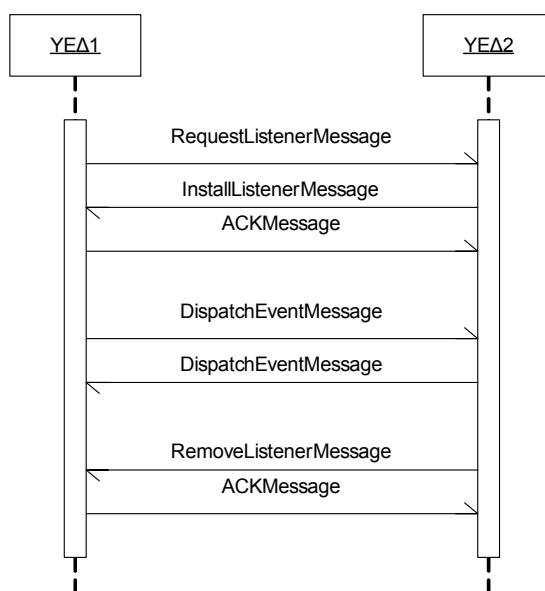 ΥΕΔ1
ΥΕΔ2
RequestListenerMessage
InstallListenerMessage
ACKMessage
DispatchEventMessage
DispatchEventMessage
RemoveListenerMessage
ACKMessage